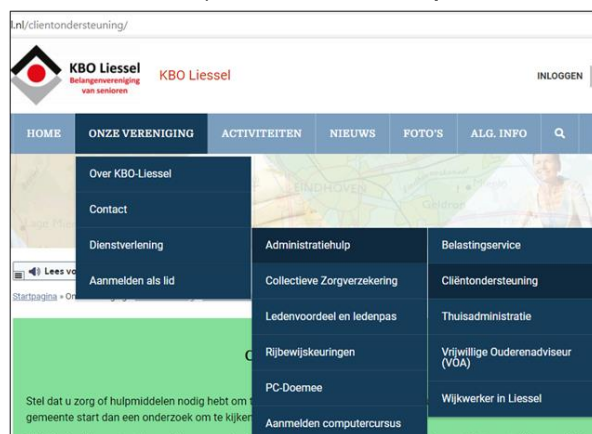 l.nl/clientondersteuning/
KBO Liessel
Belangenvereniging
van senioren
KBO Liessel
INLOGGEN
HOME ONZE VERENIGING ACTIVITEITEN NIEUWS FOTO'S ALG. INFO
Over KBO-Liessel
Contact
Dienstverlening
Aanmelden als lid
Administratiehulp
Collectieve Zorgverzekering
Ledenvoordeel en ledenpas
Rijbewijskeuringen
PC-Doemee
Aanmelden computercursus
Belastingservice
Cliëntondersteuning
Thuisadministratie
Vrijwillige Ouderenadviseur
(VOA)
Wijkwerker in Liessel
EINDHOVEN
Geldrop
Lees vo
Startpagina » On
C
Stel dat u zorg of hulpmiddelen nodig hebt om t
gemeente start dan een onderzoek om te kijken